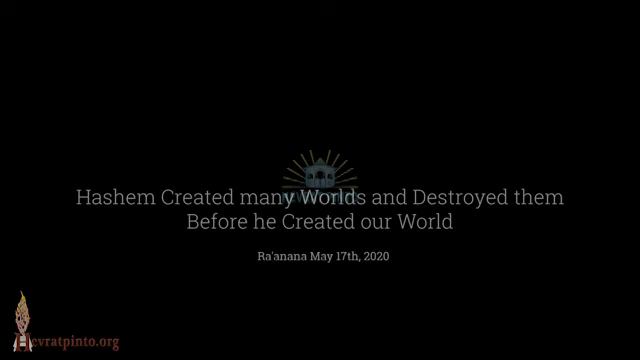 Hashem Created many Worlds and Destroyed them
Before he Created our World
Ra'anana May 17th, 2020
Hevratpinto.org